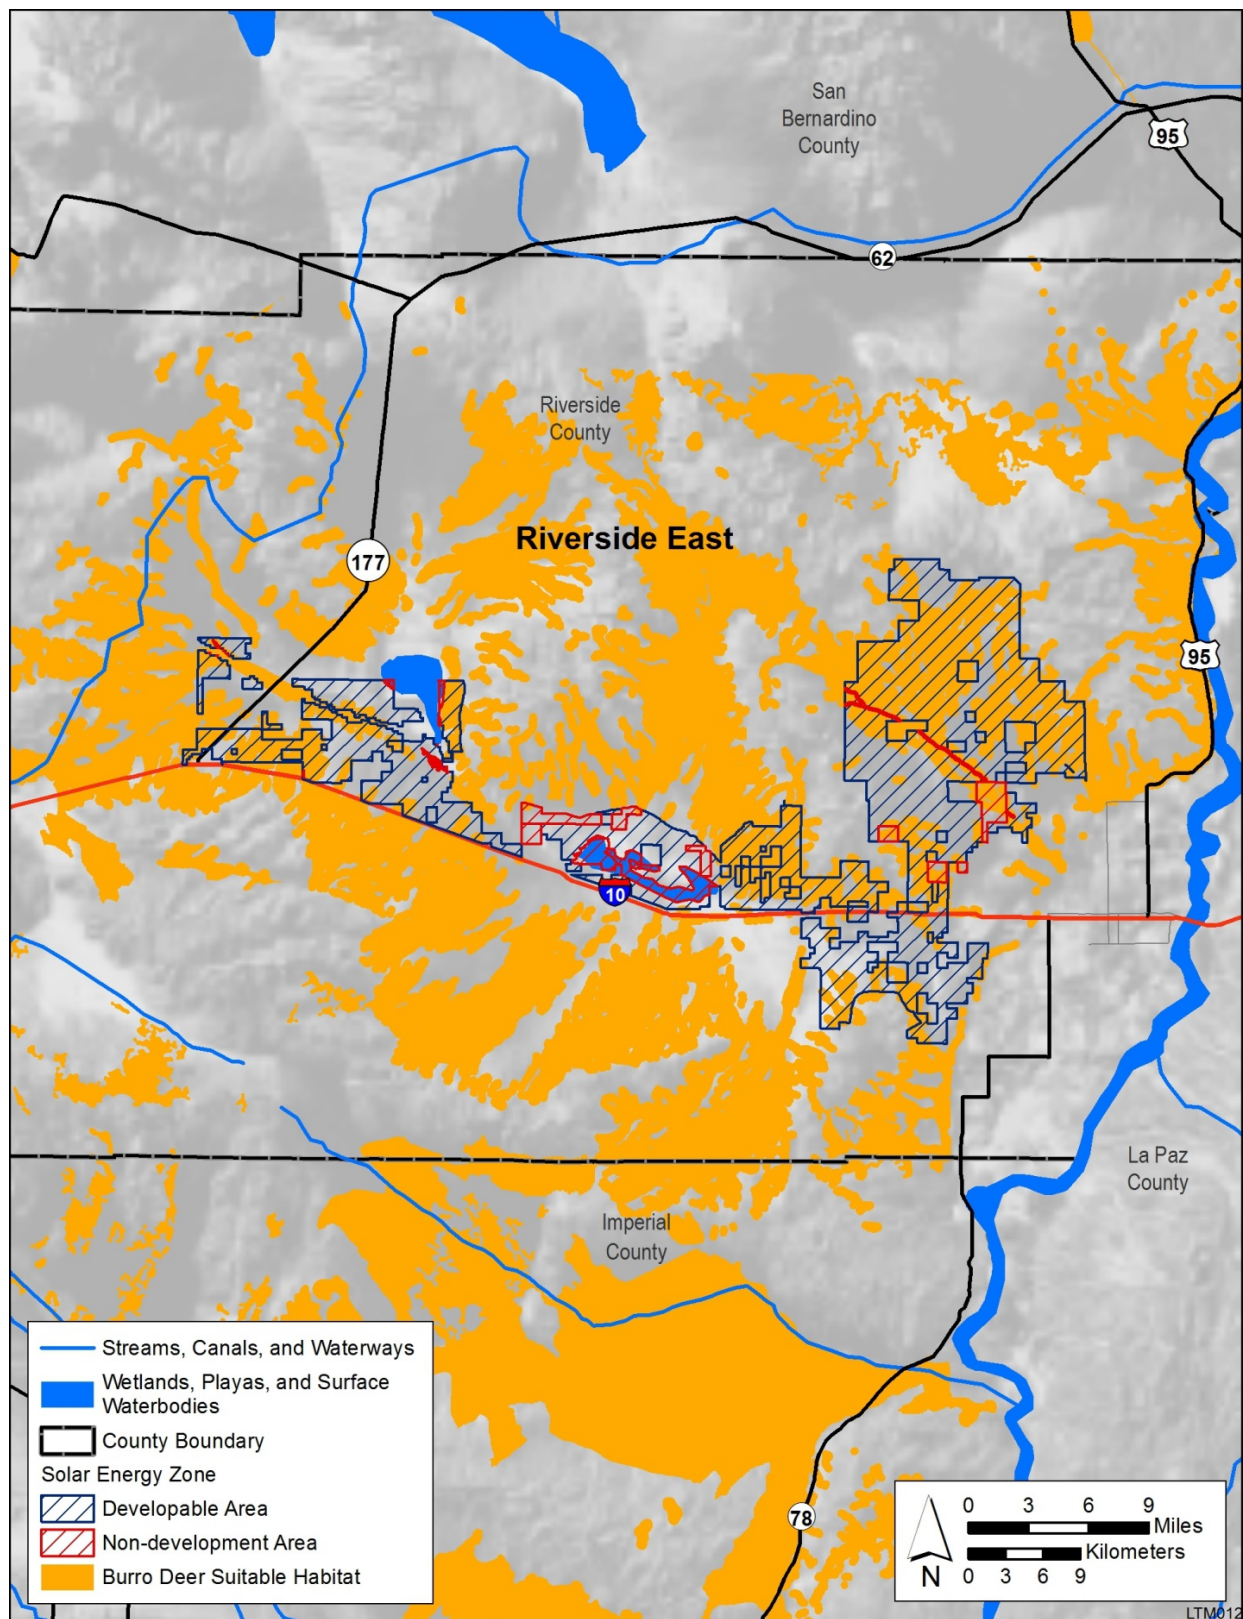 San
Bernardino
County
95
62
Riverside
County
Riverside East
177
95
10
La Paz
County
Imperial
County
Streams, Canals, and Waterways
Wetlands, Playas, and Surface
Waterbodies
County Boundary
Solar Energy Zone
Developable Area
Non-development Area
Burro Deer Suitable Habitat
78
0 3 6 9
Miles
Kilometers
0 3 6 9
N
LTM012